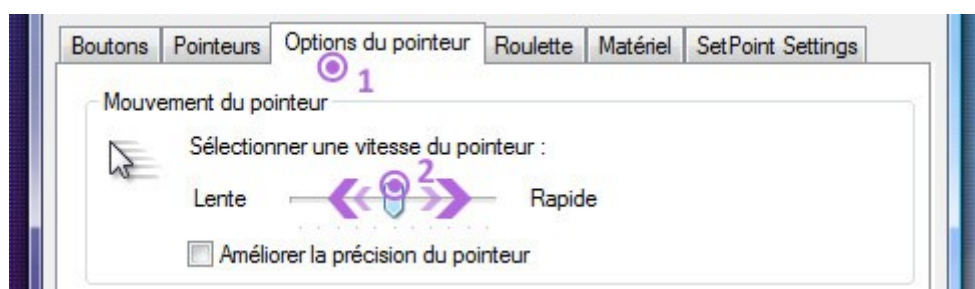 Boutons Pointeurs Options du pointeur Roulette Matériel SetPoint Settings
1
Mouvement du pointeur
Sélectionner une vitesse du pointeur :
2
Lente Rapide
Améliorer la précision du pointeur